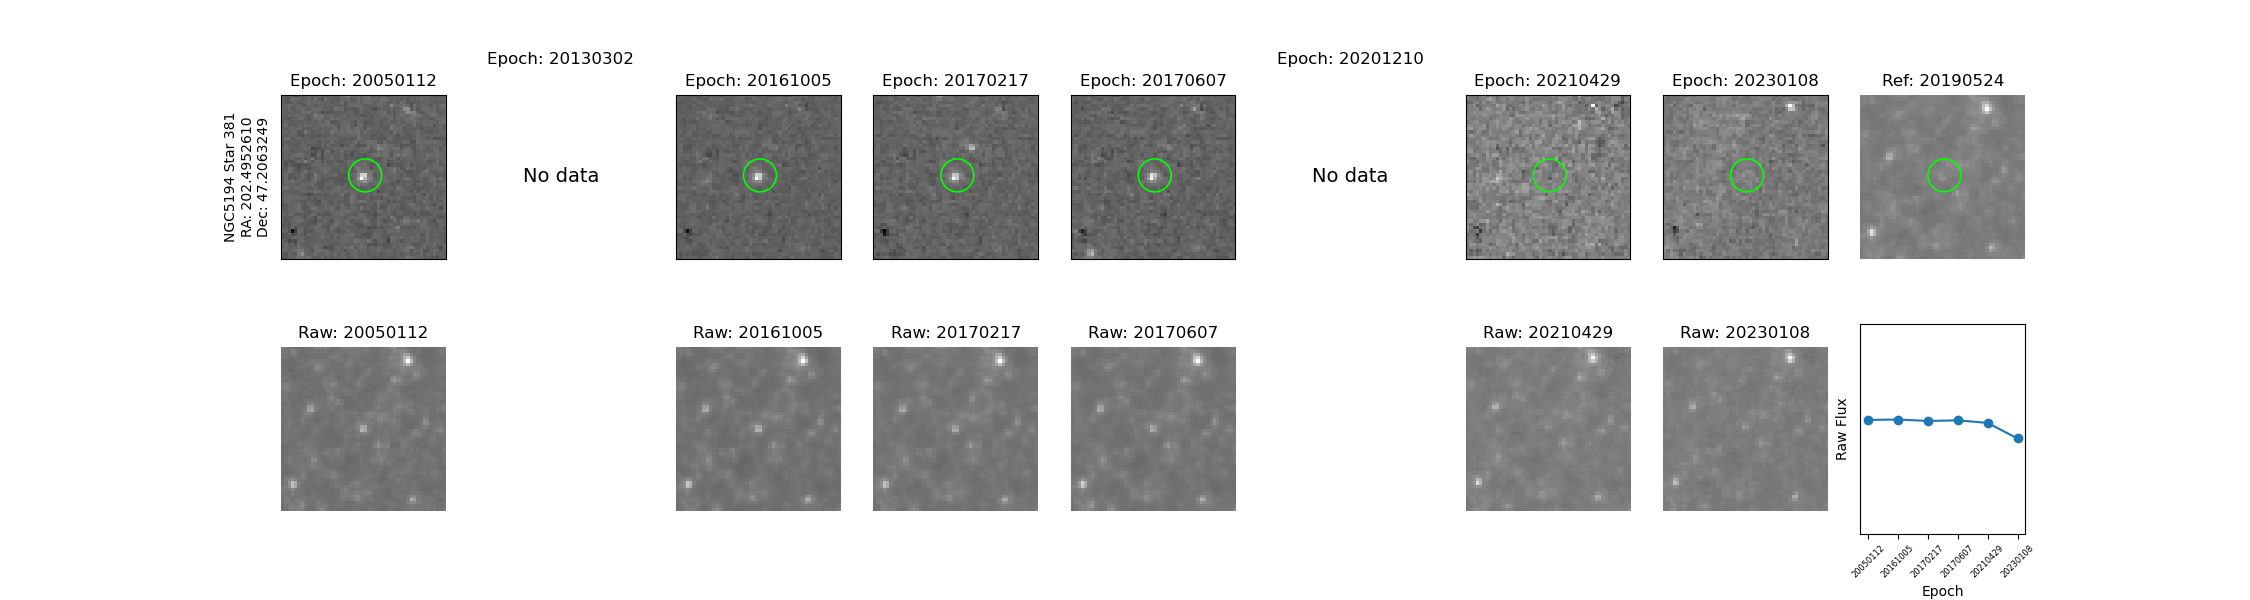 Epoch: 20130302
Epoch: 20201210
Epoch: 20050112
Epoch: 20161005
Epoch: 20170217
Epoch: 20170607
Epoch: 20210429
Epoch: 20230108
Ref: 20190524
NGC5194 Star 381
RA: 202.4952610
Dec: 47.2063249
No data
No data
Raw: 20050112
Raw: 20161005
Raw: 20170217
Raw: 20170607
Raw: 20210429
Raw: 20230108
Raw Flux
20050112
20161005
20170217
20170607
20210429
20230108
Epoch